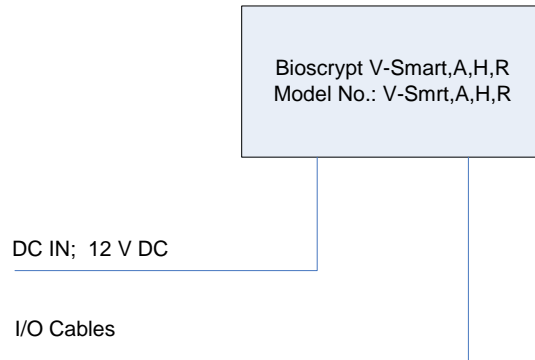 Bioscrypt V-Smart,A,H,R
Model No.: V-Smrt,A,H,R
DC IN;  12 V DC
I/O Cables